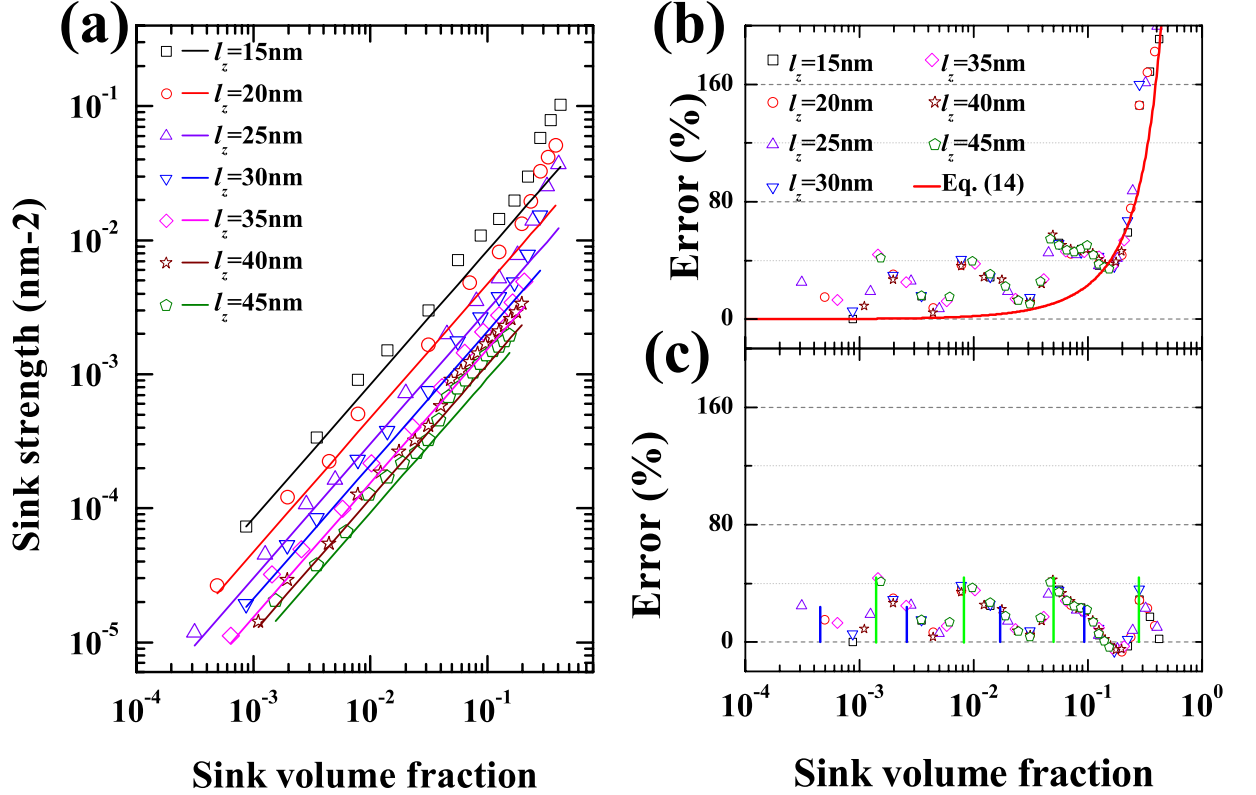 (a)
l_z=15nm
l_z=20nm
l_z=25nm
l_z=30nm
l_z=35nm
l_z=40nm
l_z=45nm
10^-1
10^-2
10^-3
10^-4
10^-5
Sink strength (nm-2)
10^-4 10^-3 10^-2 10^-1
Sink volume fraction
(b)
l_z=15nm l_z=35nm
l_z=20nm l_z=40nm
l_z=25nm l_z=45nm
l_z=30nm Eq. (14)
160
80
0
Error (%)
(c)
160
80
0
Error (%)
10^-4 10^-3 10^-2 10^-1 10^0
Sink volume fraction